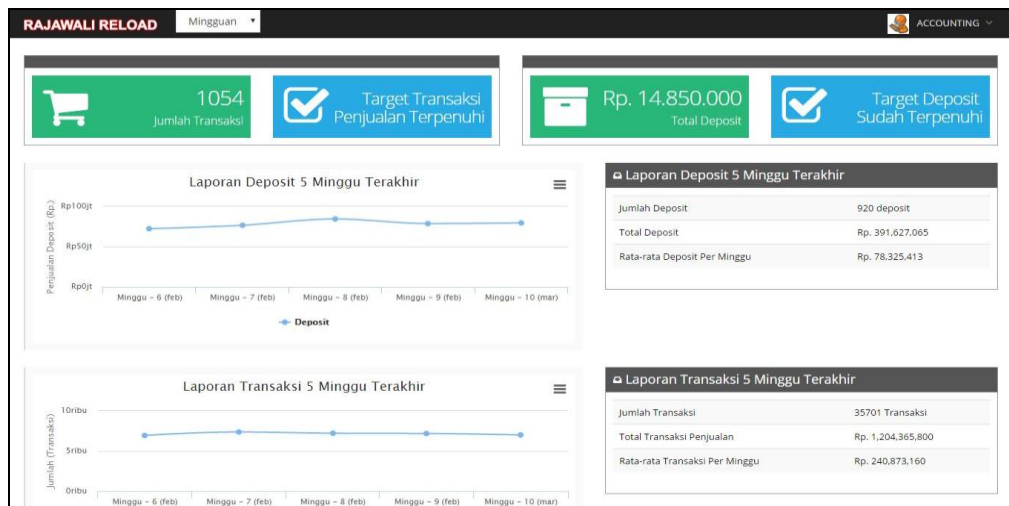 RAJAWALI RELOAD
Mingguan
ACCOUNTING
1054
Jumlah Transaksi
Target Transaksi
Penjualan Terpenuhi
Rp. 14.850.000
Total Deposit
Target Deposit
Sudah Terpenuhi
Laporan Deposit 5 Minggu Terakhir
Penjualan Deposit (Rp.)
Rp100jt
Rp50jt
Rp0jt
Minggu - 6 (feb)
Minggu - 7 (feb)
Minggu - 8 (feb)
Minggu - 9 (feb)
Minggu - 10 (mar)
Deposit
Laporan Deposit 5 Minggu Terakhir
Jumlah Deposit 920 deposit
Total Deposit Rp. 391,627,065
Rata-rata Deposit Per Minggu Rp. 78,325,413
Laporan Transaksi 5 Minggu Terakhir
Jumlah (Transaksi)
10ribu
5ribu
0ribu
Minggu - 6 (feb)
Minggu - 7 (feb)
Minggu - 8 (feb)
Minggu - 9 (feb)
Minggu - 10 (mar)
Laporan Transaksi 5 Minggu Terakhir
Jumlah Transaksi 35701 Transaksi
Total Transaksi Penjualan Rp. 1,204,365,800
Rata-rata Transaksi Per Minggu Rp. 240,873,160